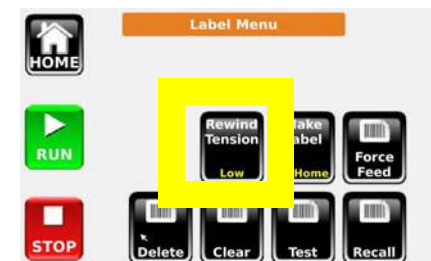 Label Menu
HOME
Rewind
Tension
Low
Home
Force
Feed
RUN
STOP
Delete
Clear
Test
Recall